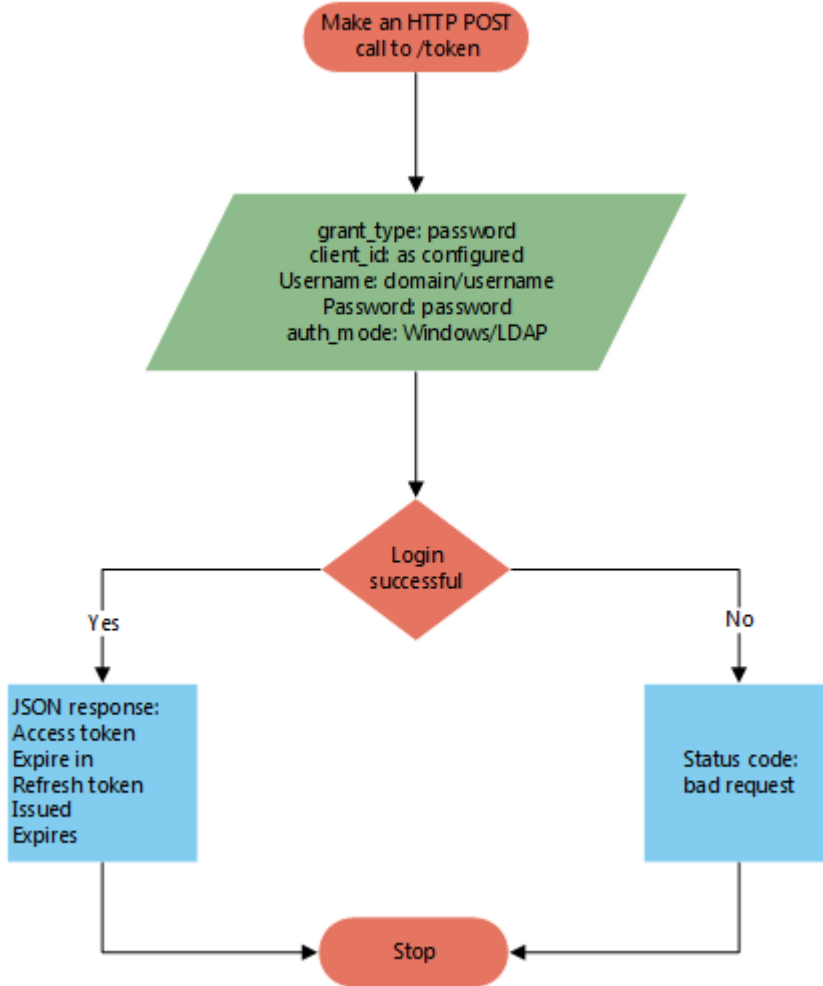 Make an HTTP POST
call to /token
grant_type: password
client_id: as configured
Username: domain/username
Password: password
auth_mode: Windows/LDAP
Login
successful
Yes
No
JSON response:
Access token
Expire in
Refresh token
Issued
Expires
Status code:
bad request
Stop